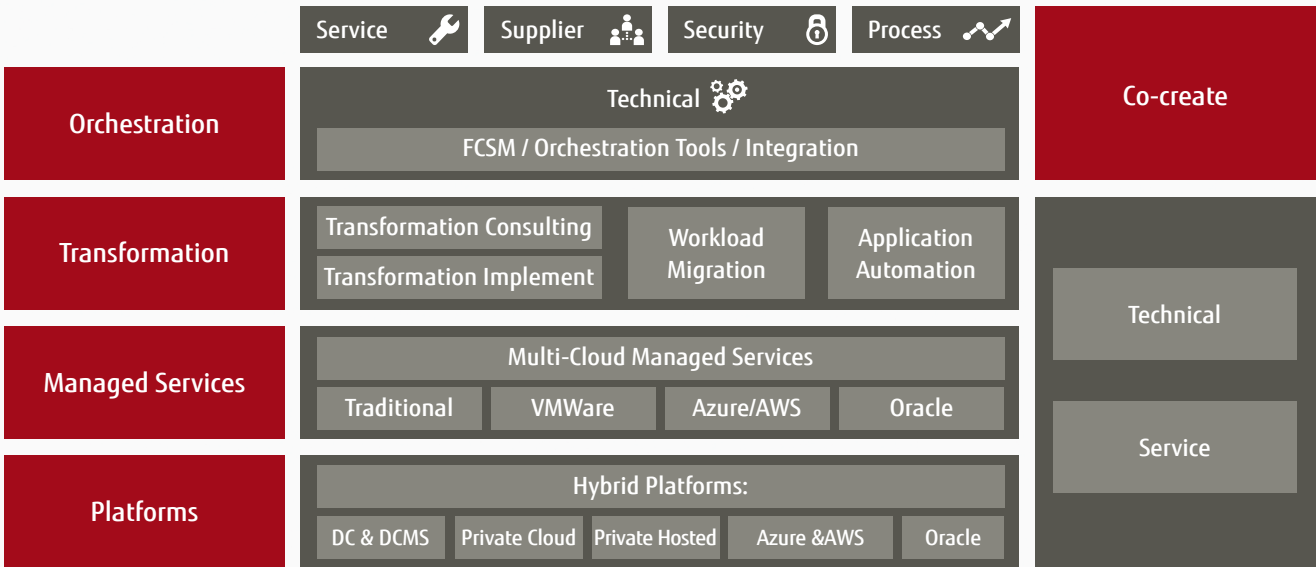 Service
Supplier
Security
Process
Co-create
Orchestration
Technical
FCSM / Orchestration Tools / Integration
Transformation
Transformation Consulting
Transformation Implement
Workload
Migration
Application
Automation
Technical
Service
Managed Services
Multi-Cloud Managed Services
Traditional
VMWare
Azure/AWS
Oracle
Platforms
Hybrid Platforms:
DC & DCMS
Private Cloud
Private Hosted
Azure &AWS
Oracle